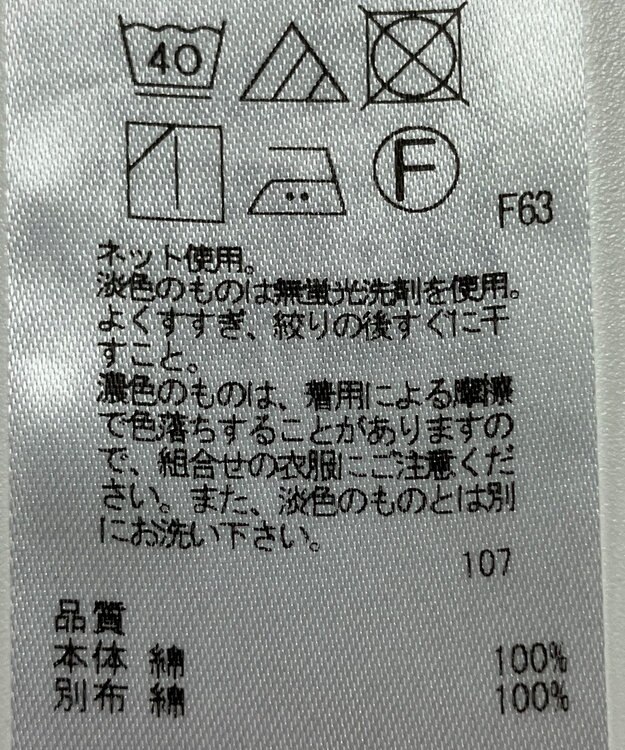 40
F
F63
ネット使用。
淡色のものは無蛍光洗剤を使用。
よくすすぎ、絞りの後すぐに干
すこと。
濃色のものは、着用による摩擦
で色落ちすることがありますの
で、組合せの衣服にご注意くだ
さい。また、淡色のものとは別
にお洗い下さい。
107
品質
本体 綿 100%
別布 綿 100%